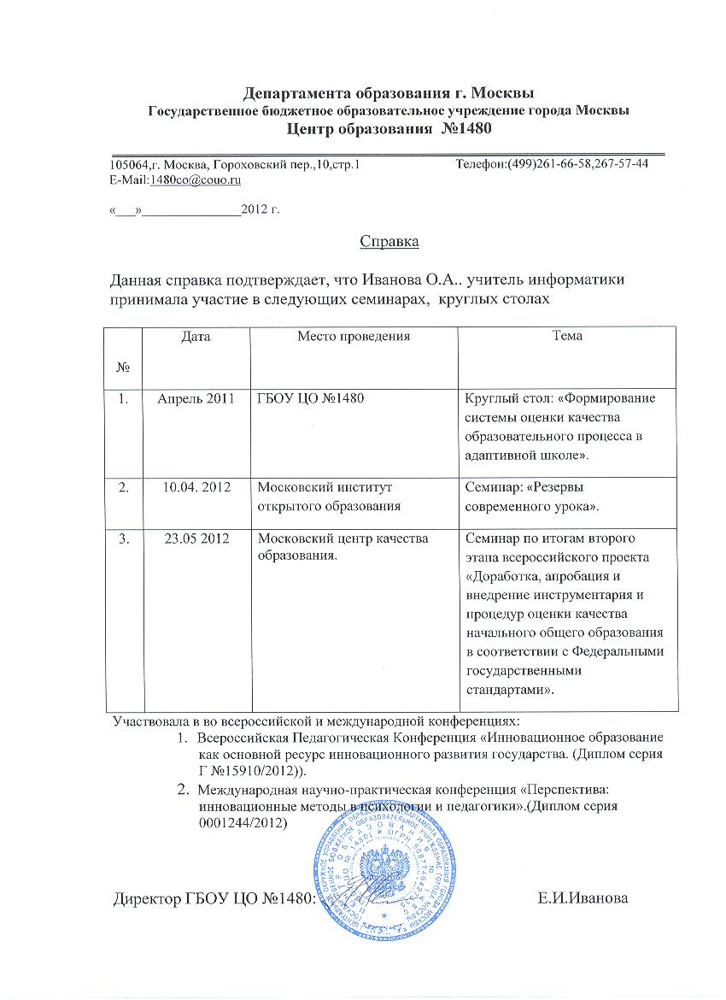 Департамента образования г. Москвы
Государственное бюджетное образовательное учреждение города Москвы
Центр образования №1480
105064,г. Москва, Гороховский пер.,10,стр.1 Телефон:(499)261-66-58,267-57-44
E-Mail:1480co@couo.ru
«___»_______________2012 г.
Справка
Данная справка подтверждает, что Иванова О.А.. учитель информатики
принимала участие в следующих семинарах, круглых столах
№ Дата Место проведения Тема
1. Апрель 2011 ГБОУ ЦО №1480 Круглый стол: «Формирование
системы оценки качества
образовательного процесса в
адаптивной школе».
2. 10.04. 2012 Московский институт Семинар: «Резервы
открытого образования современного урока».
3. 23.05 2012 Московский центр качества Семинар по итогам второго
образования. этапа всероссийского проекта
«Доработка, апробация и
внедрение инструментария и
процедур оценки качества
начального общего образования
в соответствии с Федеральными
государственными
стандартами».
Участвовала в во всероссийской и международной конференциях:
1. Всероссийская Педагогическая Конференция «Инновационное образование
как основной ресурс инновационного развития государства. (Диплом серия
Г №15910/2012)).
2. Международная научно-практическая конференция «Перспектива:
инновационные методы в психологии и педагогики».(Диплом серия
0001244/2012)
Директор ГБОУ ЦО №1480: Е.И.Иванова